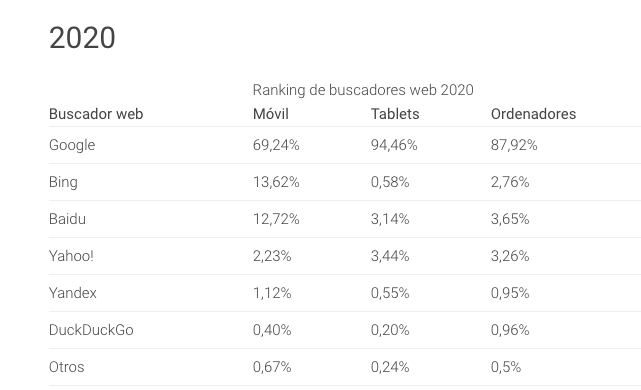 2020
Ranking de buscadores web 2020
Buscador web Móvil Tablets Ordenadores
Google 69,24% 94,46% 87,92%
Bing 13,62% 0,58% 2,76%
Baidu 12,72% 3,14% 3,65%
Yahoo! 2,23% 3,44% 3,26%
Yandex 1,12% 0,55% 0,95%
DuckDuckGo 0,40% 0,20% 0,96%
Otros 0,67% 0,24% 0,5%